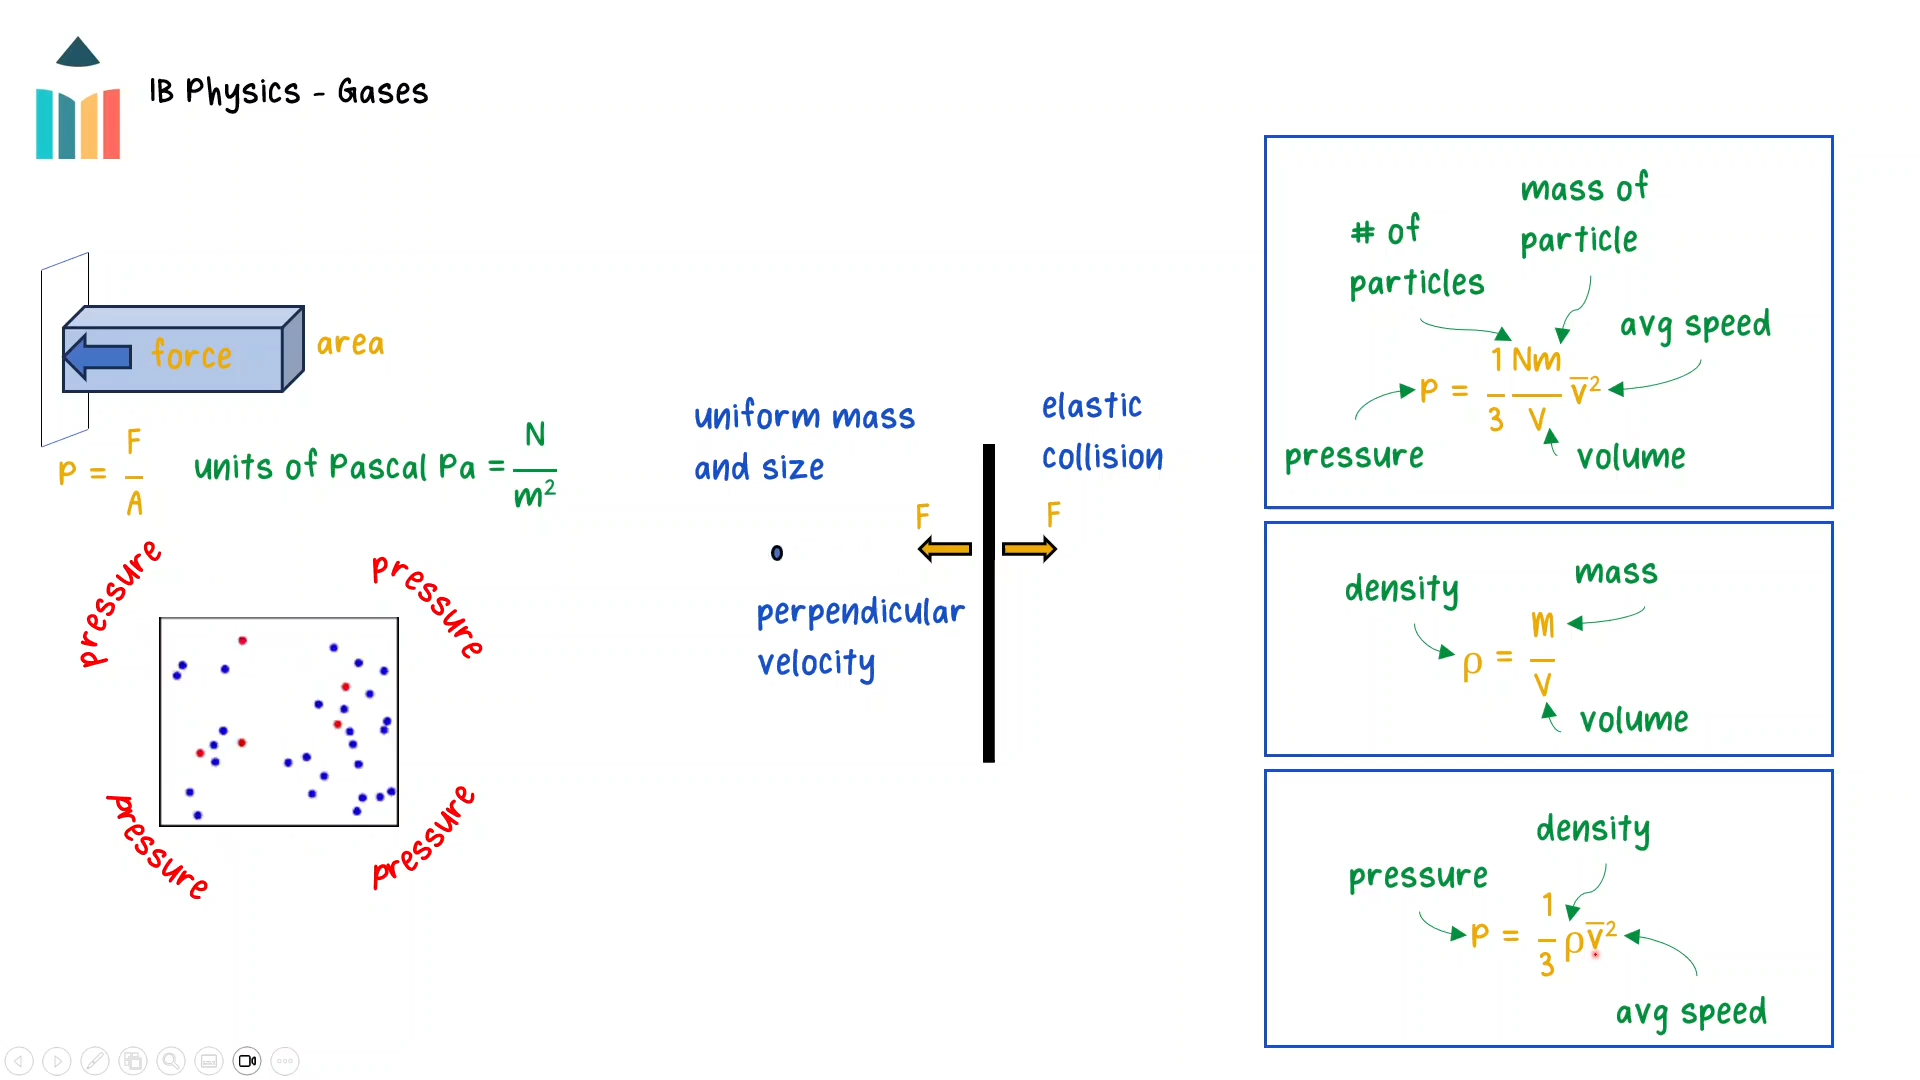 IB Physics - Gases
force
area
P = F/A
units of Pascal Pa = N/m²
pressure
pressure
pressure
pressure
uniform mass
and size
elastic
collision
F
F
perpendicular
velocity
mass of
particle
# of
particles
avg speed
P = 1/3 Nm/V v̅²
pressure
volume
mass
density
ρ = m/V
volume
density
pressure
P = 1/3 ρv̅²
avg speed